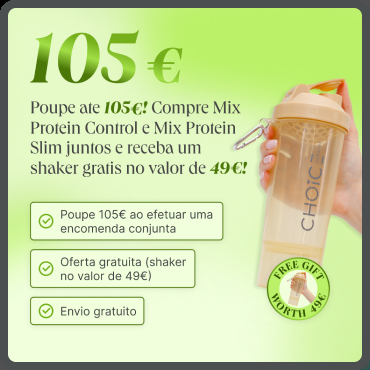 105 €
Poupe ate 105€! Compre Mix
Protein Control e Mix Protein
Slim juntos e receba um
shaker gratis no valor de 49€!
Poupe 105€ ao efetuar uma
encomenda conjunta
Oferta gratuita (shaker
no valor de 49€)
Envio gratuito
CHOICE
FREE GIFT
WORTH 49€